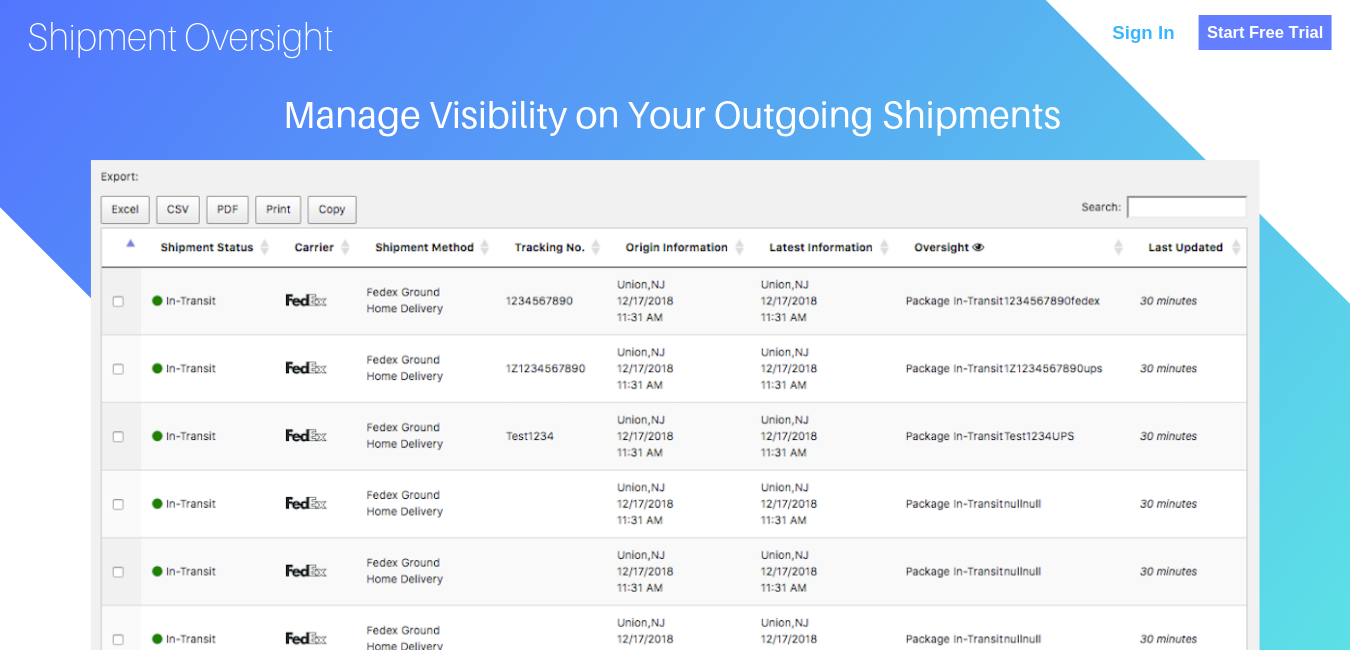 Shipment Oversight
Sign In
Start Free Trial
Manage Visibility on Your Outgoing Shipments
Export:
Excel CSV PDF Print Copy
Search:
Shipment Status Carrier Shipment Method Tracking No. Origin Information Latest Information Oversight Last Updated
In-Transit FedEx Fedex Ground Home Delivery 1234567890 Union,NJ 12/17/2018 11:31 AM Union,NJ 12/17/2018 11:31 AM Package In-Transit1234567890fedex 30 minutes
In-Transit FedEx Fedex Ground Home Delivery 1Z1234567890 Union,NJ 12/17/2018 11:31 AM Union,NJ 12/17/2018 11:31 AM Package In-Transit1Z1234567890ups 30 minutes
In-Transit FedEx Fedex Ground Home Delivery Test1234 Union,NJ 12/17/2018 11:31 AM Union,NJ 12/17/2018 11:31 AM Package In-TransitTest1234UPS 30 minutes
In-Transit FedEx Fedex Ground Home Delivery Union,NJ 12/17/2018 11:31 AM Union,NJ 12/17/2018 11:31 AM Package In-Transitnullnull 30 minutes
In-Transit FedEx Fedex Ground Home Delivery Union,NJ 12/17/2018 11:31 AM Union,NJ 12/17/2018 11:31 AM Package In-Transitnullnull 30 minutes
In-Transit FedEx Fedex Ground Home Delivery Union,NJ 12/17/2018 Union,NJ 12/17/2018 Package In-Transitnullnull 30 minutes